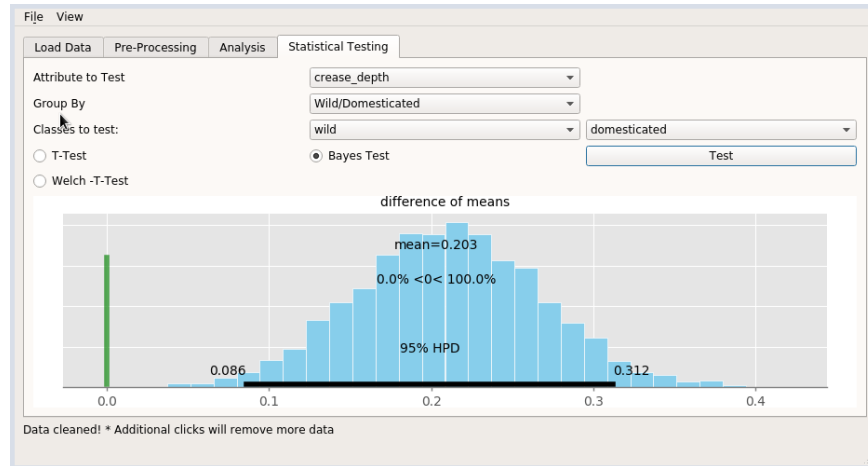 File View
Load Data Pre-Processing Analysis Statistical Testing
Attribute to Test crease_depth
Group By Wild/Domesticated
Classes to test: wild domesticated
T-Test Bayes Test Test
Welch -T-Test
difference of means
mean=0.203
0.0% <0< 100.0%
95% HPD
0.086 0.312
0.0 0.1 0.2 0.3 0.4
Data cleaned! * Additional clicks will remove more data